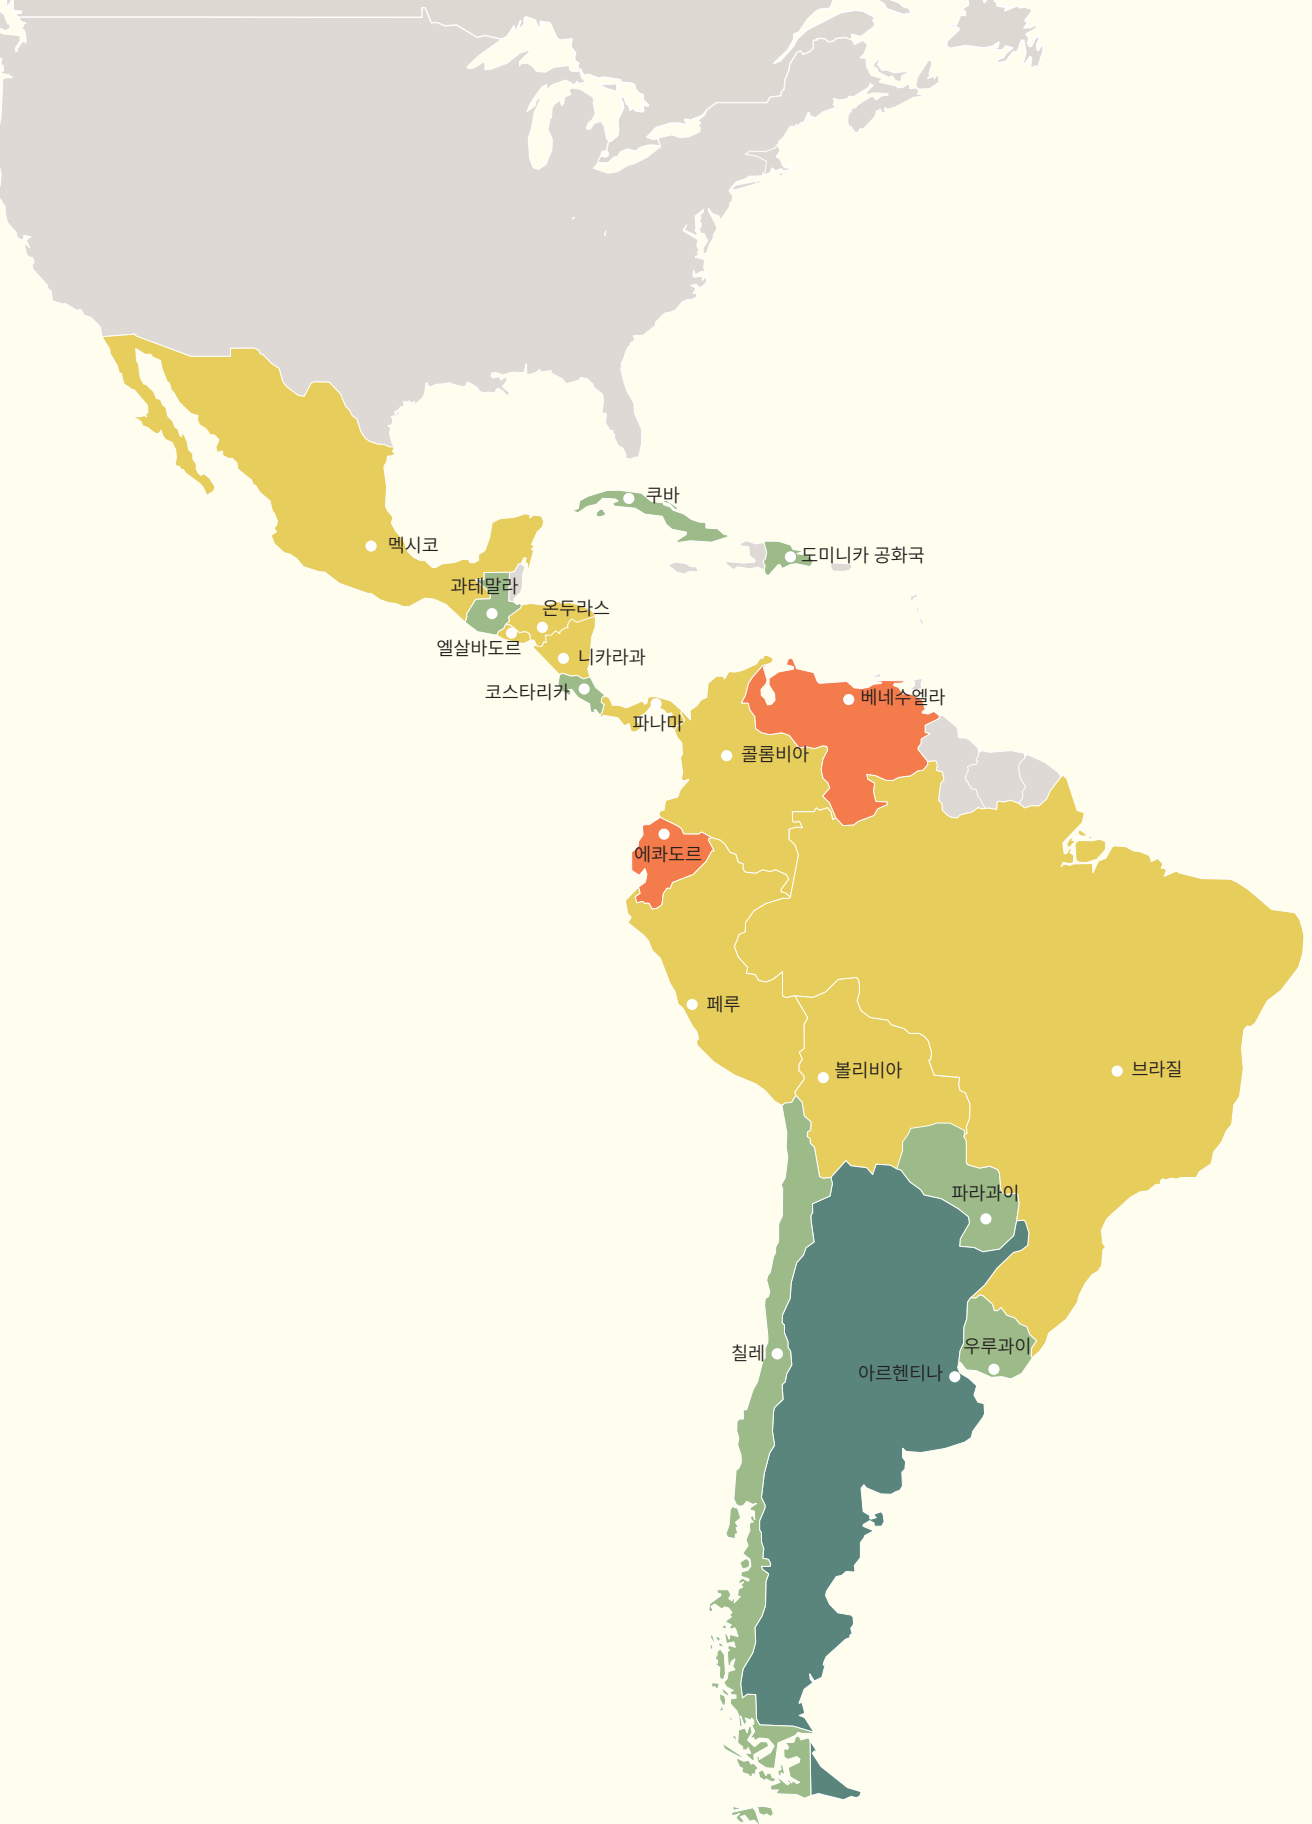 쿠바
멕시코
도미니카 공화국
과테말라
온두라스
엘살바도르
니카라과
코스타리카
베네수엘라
파나마
콜롬비아
에콰도르
페루
볼리비아
브라질
파라과이
우루과이
칠레
아르헨티나